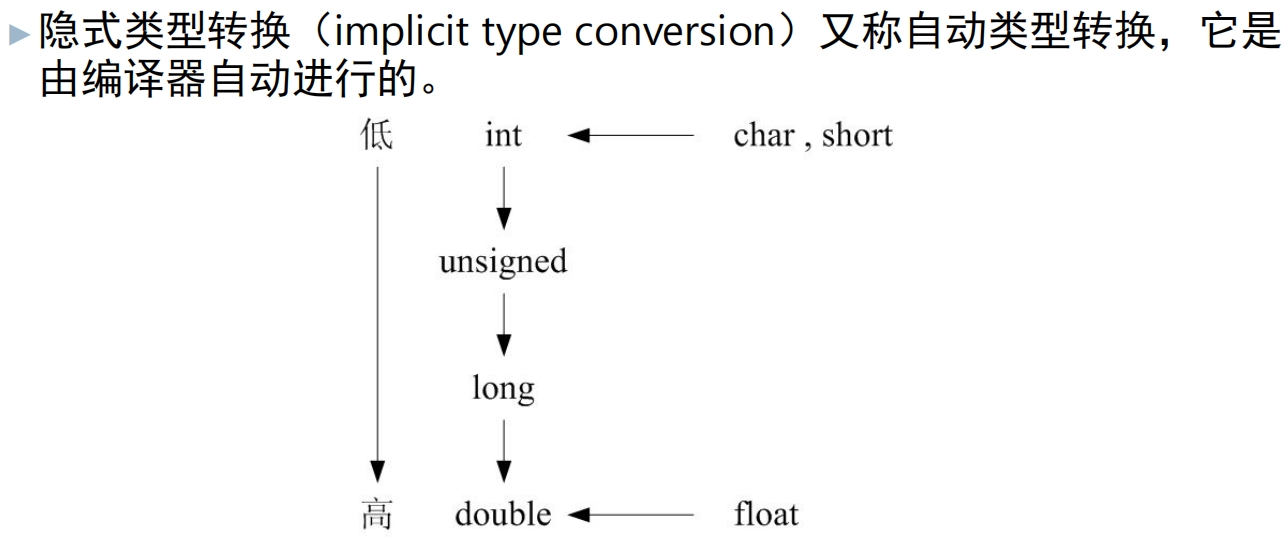 隐式类型转换（implicit type conversion）又称自动类型转换，它是
由编译器自动进行的。
低 int char , short
unsigned
long
高 double float